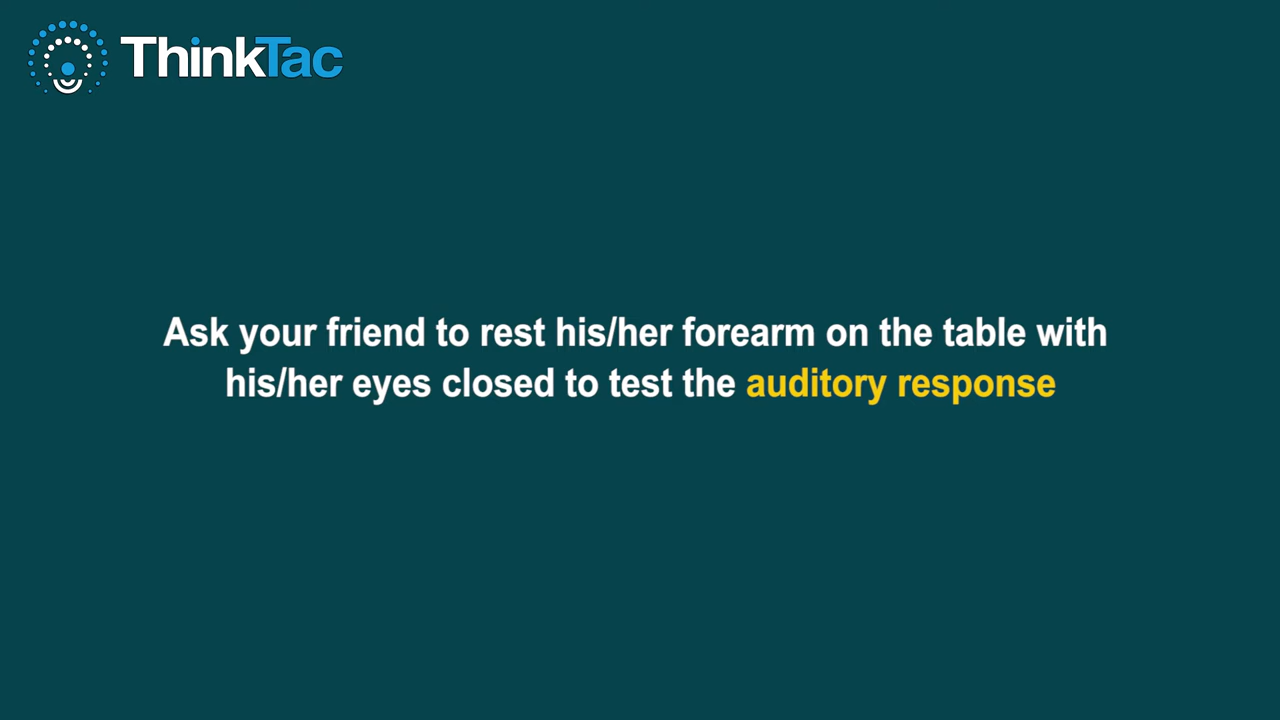 ThinkTac
Ask your friend to rest his/her forearm on the table with
his/her eyes closed to test the auditory response